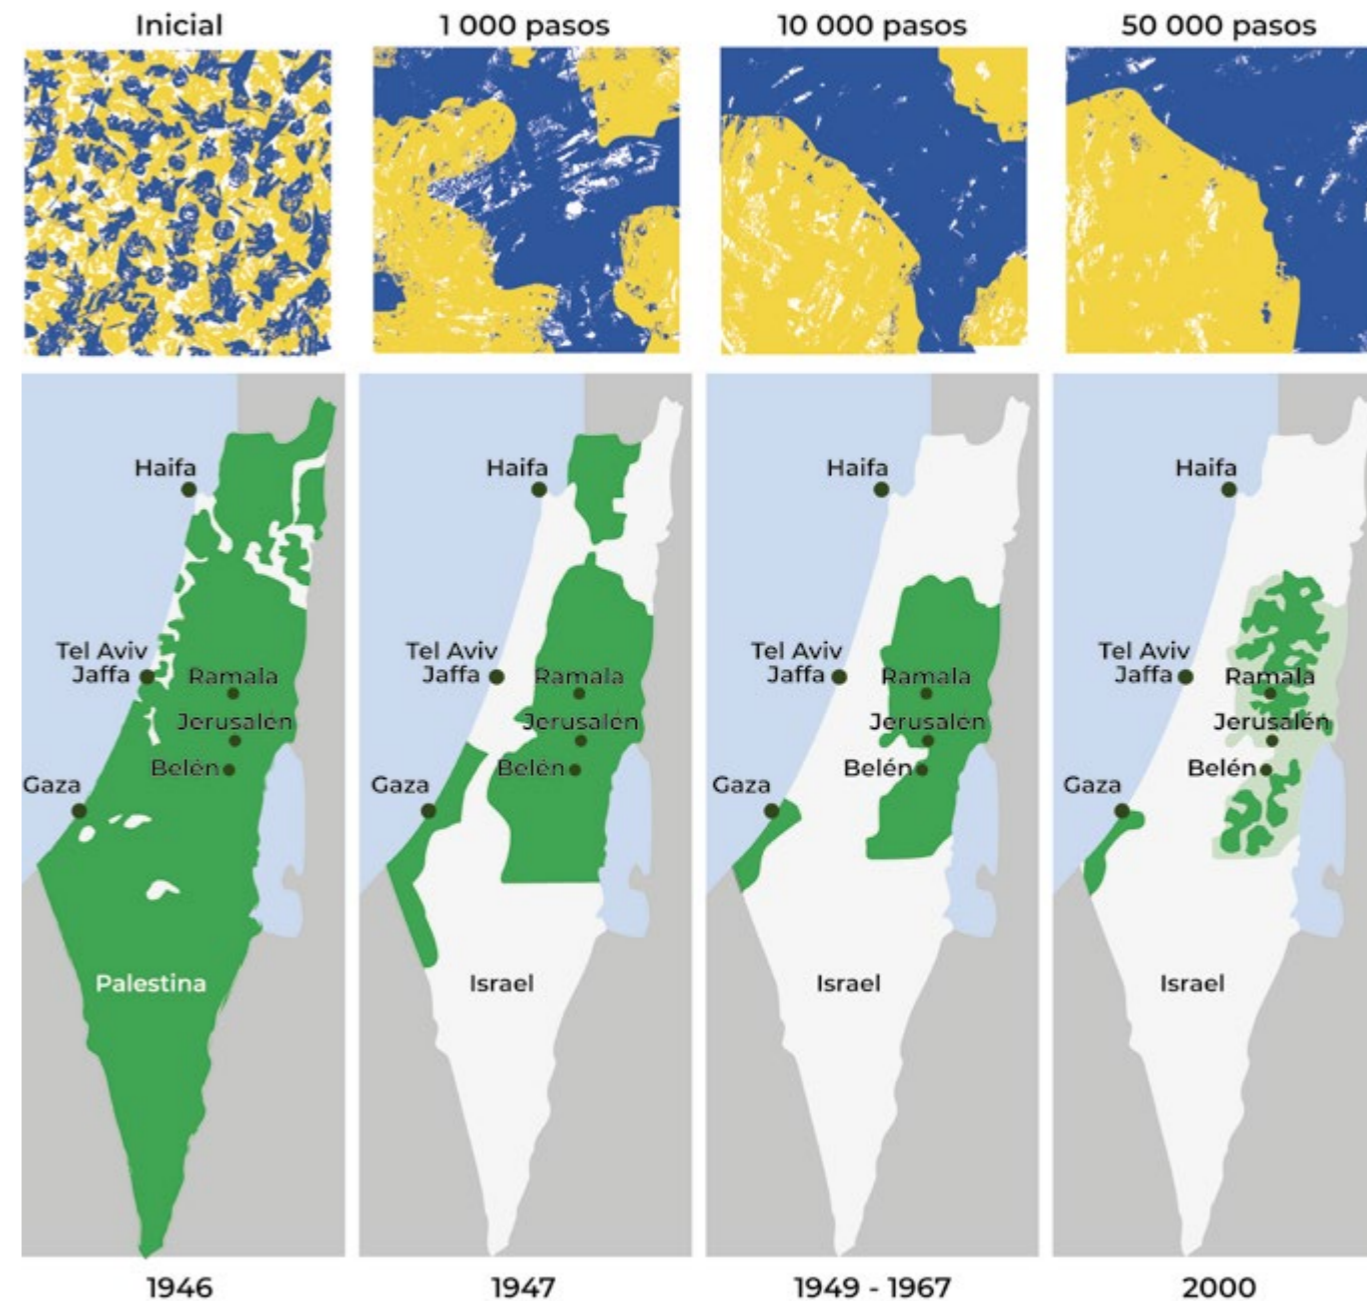 Inicial
1 000 pasos
10 000 pasos
50 000 pasos
Haifa
Tel Aviv
Jaffa
Ramala
Jerusalén
Belén
Gaza
Palestina
1946
Haifa
Tel Aviv
Jaffa
Ramala
Jerusalén
Belén
Gaza
Israel
1947
Haifa
Tel Aviv
Jaffa
Ramala
Jerusalén
Belén
Gaza
Israel
1949 - 1967
Haifa
Tel Aviv
Jaffa
Ramala
Jerusalén
Belén
Gaza
Israel
2000